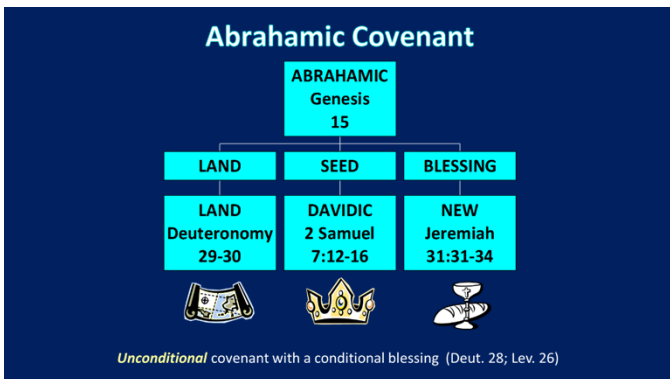 Abrahamic Covenant
ABRAHAMIC
Genesis
15
LAND
SEED
BLESSING
LAND
Deuteronomy
29-30
DAVIDIC
2 Samuel
7:12-16
NEW
Jeremiah
31:31-34
Unconditional covenant with a conditional blessing (Deut. 28; Lev. 26)